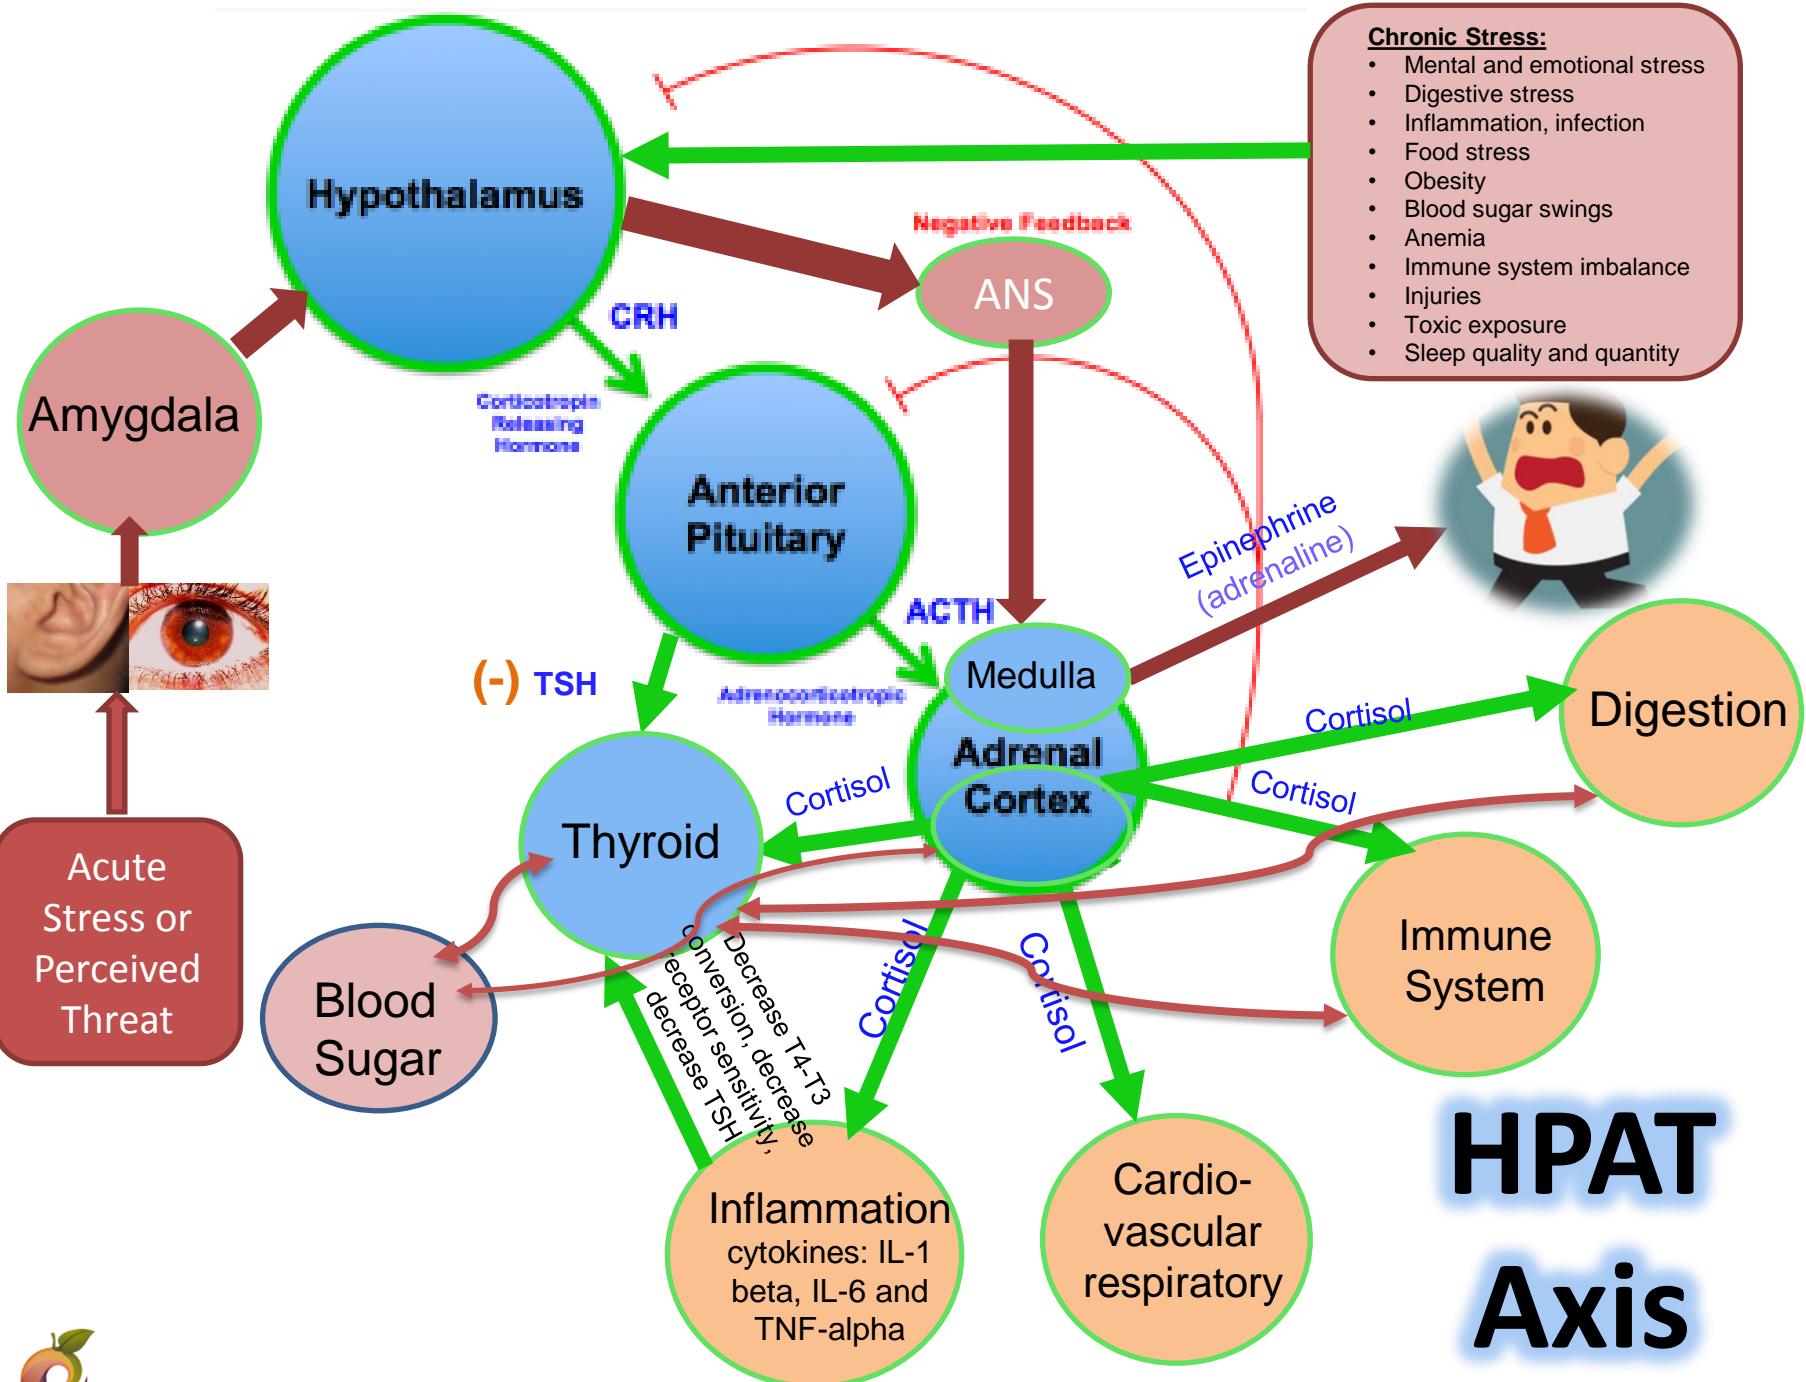 Chronic Stress:
• Mental and emotional stress
• Digestive stress
• Inflammation, infection
• Food stress
• Obesity
• Blood sugar swings
• Anemia
• Immune system imbalance
• Injuries
• Toxic exposure
• Sleep quality and quantity
Hypothalamus
Negative Feedback
ANS
CRH
Corticotropin
Releasing
Hormone
Amygdala
Anterior
Pituitary
Epinephrine
(adrenaline)
ACTH
Adrenocorticotropic
Hormone
(-) TSH
Medulla
Adrenal
Cortex
Cortisol
Digestion
Cortisol
Cortisol
Thyroid
Acute
Stress or
Perceived
Threat
Blood
Sugar
Decrease T4-T3
conversion, decrease
receptor sensitivity,
decrease TSH
Cortisol
Cortisol
Immune
System
Inflammation
cytokines: IL-1
beta, IL-6 and
TNF-alpha
Cardio-
vascular
respiratory
HPAT
Axis